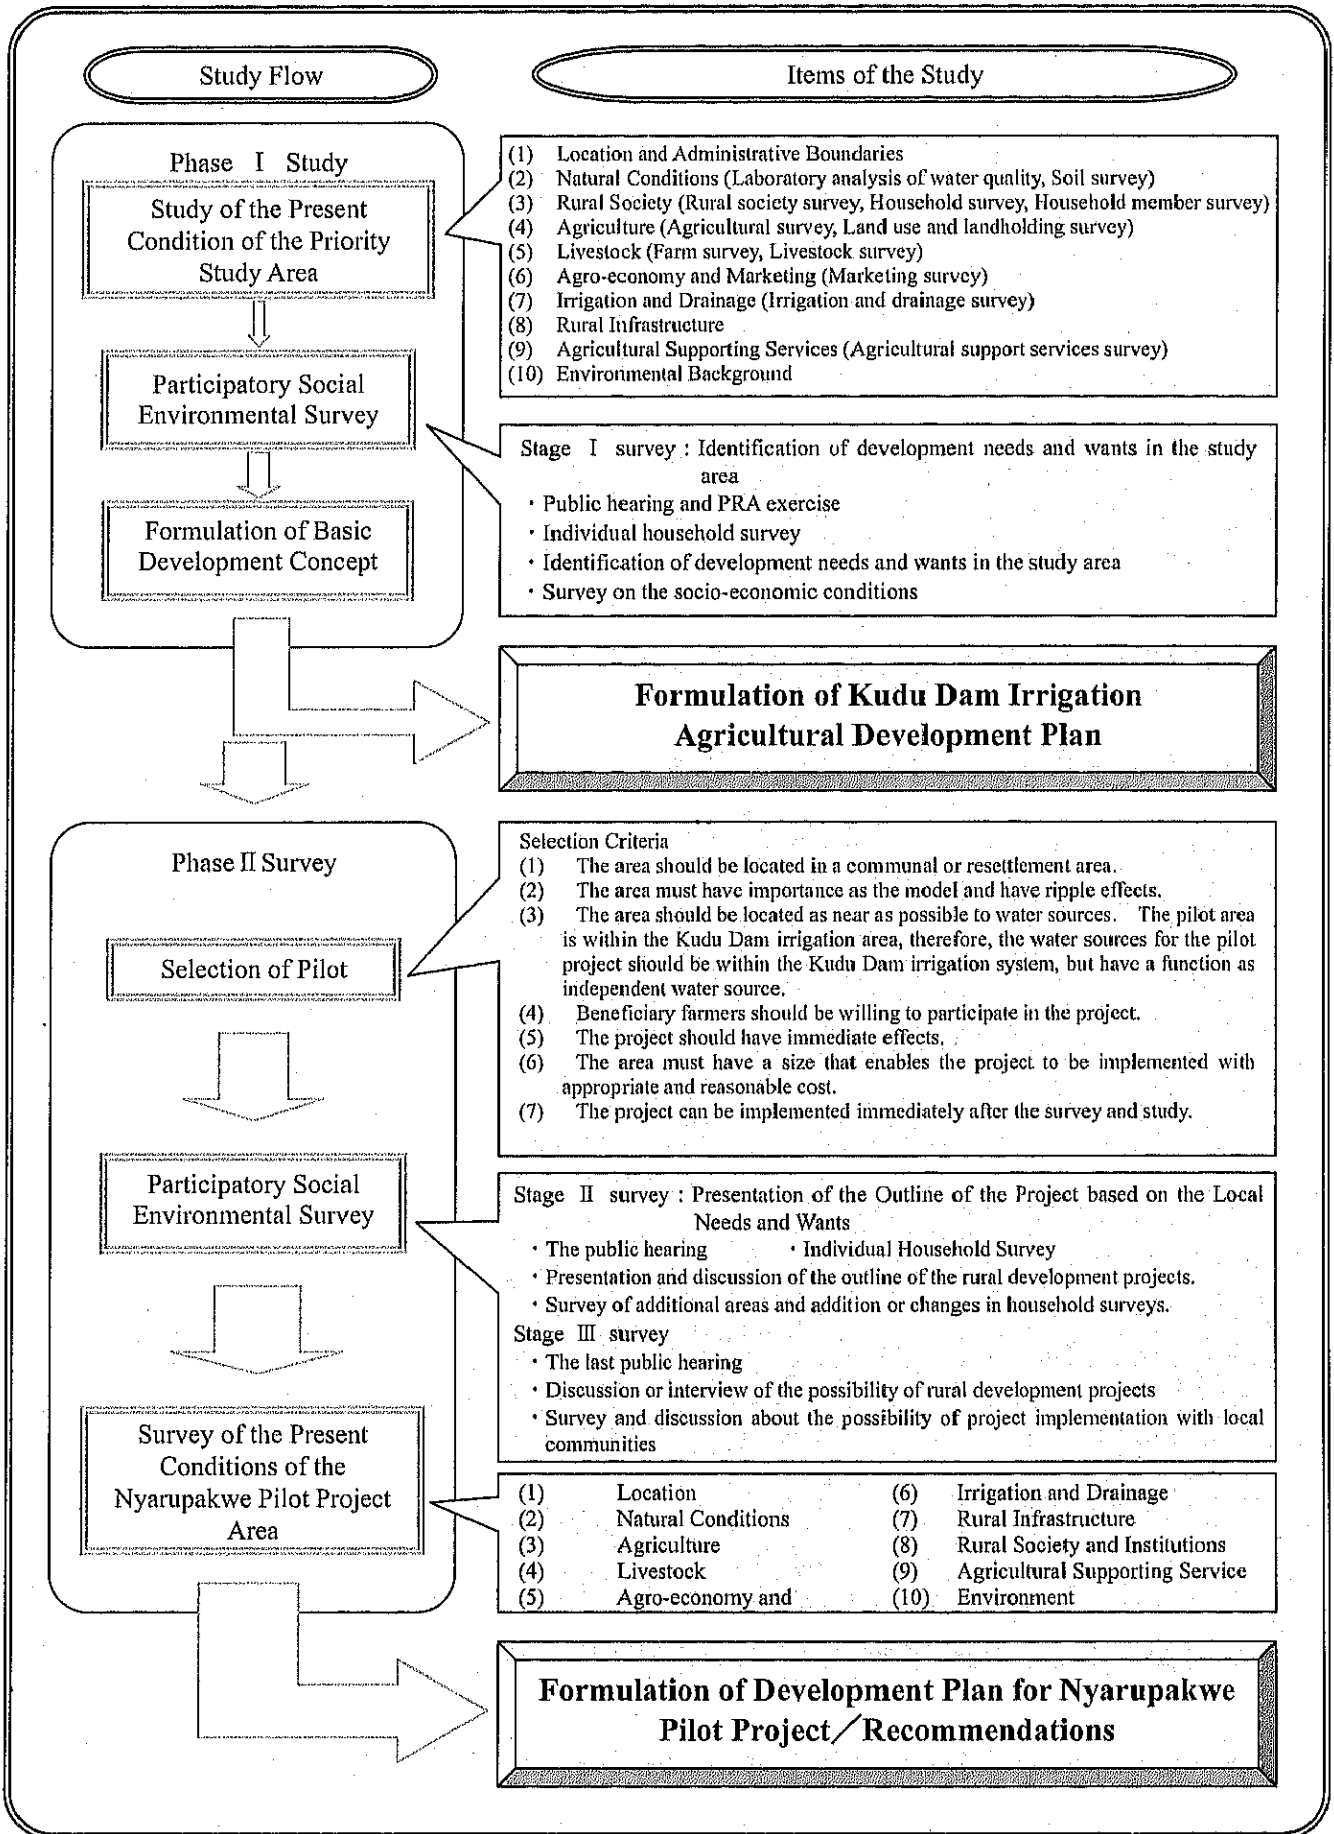 Study Flow
Items of the Study
Phase Ⅰ Study
Study of the Present
Condition of the Priority
Study Area
(1) Location and Administrative Boundaries
(2) Natural Conditions (Laboratory analysis of water quality, Soil survey)
(3) Rural Society (Rural society survey, Household survey, Household member survey)
(4) Agriculture (Agricultural survey, Land use and landholding survey)
(5) Livestock (Farm survey, Livestock survey)
(6) Agro-economy and Marketing (Marketing survey)
(7) Irrigation and Drainage (Irrigation and drainage survey)
(8) Rural Infrastructure
(9) Agricultural Supporting Services (Agricultural support services survey)
(10) Environmental Background
Participatory Social
Environmental Survey
Stage Ⅰ survey : Identification of development needs and wants in the study
area
・Public hearing and PRA exercise
・Individual household survey
・Identification of development needs and wants in the study area
・Survey on the socio-economic conditions
Formulation of Basic
Development Concept
Formulation of Kudu Dam Irrigation
Agricultural Development Plan
Phase Ⅱ Survey
Selection of Pilot
Selection Criteria
(1) The area should be located in a communal or resettlement area.
(2) The area must have importance as the model and have ripple effects.
(3) The area should be located as near as possible to water sources. The pilot area
is within the Kudu Dam irrigation area, therefore, the water sources for the pilot
project should be within the Kudu Dam irrigation system, but have a function as
independent water source.
(4) Beneficiary farmers should be willing to participate in the project.
(5) The project should have immediate effects.
(6) The area must have a size that enables the project to be implemented with
appropriate and reasonable cost.
(7) The project can be implemented immediately after the survey and study.
Participatory Social
Environmental Survey
Stage Ⅱ survey : Presentation of the Outline of the Project based on the Local
Needs and Wants
・The public hearing ・Individual Household Survey
・Presentation and discussion of the outline of the rural development projects.
・Survey of additional areas and addition or changes in household surveys.
Stage Ⅲ survey
・The last public hearing
・Discussion or interview of the possibility of rural development projects
・Survey and discussion about the possibility of project implementation with local
communities
Survey of the Present
Conditions of the
Nyarupakwe Pilot Project
Area
(1) Location (6) Irrigation and Drainage
(2) Natural Conditions (7) Rural Infrastructure
(3) Agriculture (8) Rural Society and Institutions
(4) Livestock (9) Agricultural Supporting Service
(5) Agro-economy and (10) Environment
Formulation of Development Plan for Nyarupakwe
Pilot Project／Recommendations